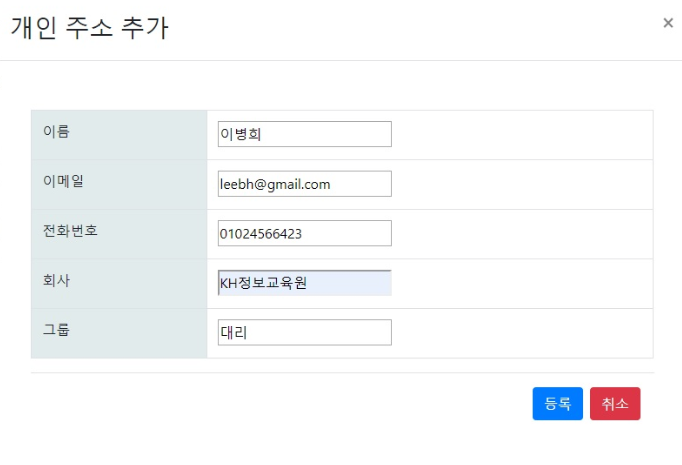 개인 주소 추가 ×
이름 이병희
이메일 leebh@gmail.com
전화번호 01024566423
회사 KH정보교육원
그룹 대리
등록 취소